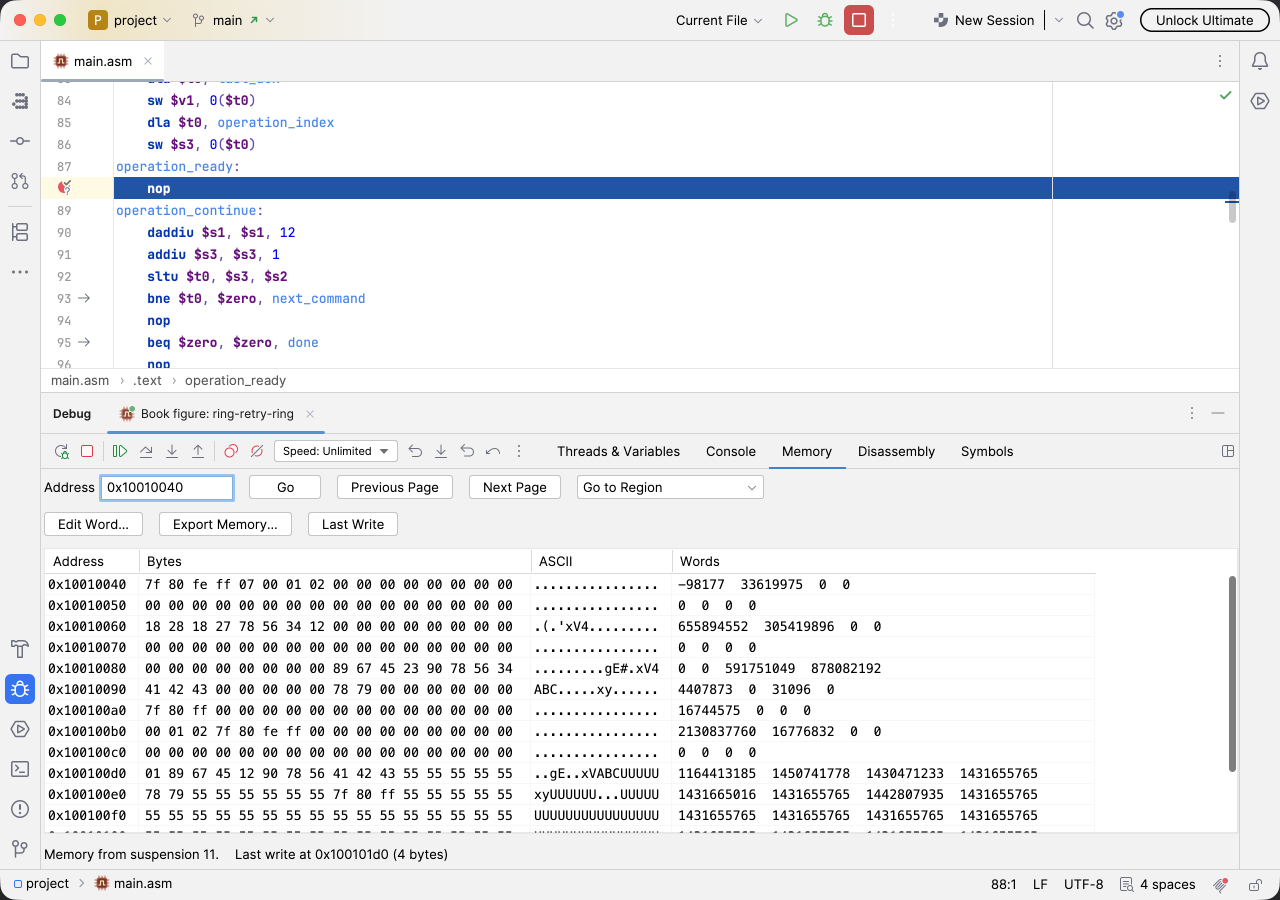 P project main Current File New Session Unlock Ultimate
main.asm
84 sw $v1, 0($t0)
85 dla $t0, operation_index
86 sw $s3, 0($t0)
87 operation_ready:
nop
89 operation_continue:
90 daddiu $s1, $s1, 12
91 addiu $s3, $s3, 1
92 sltu $t0, $s3, $s2
93 bne $t0, $zero, next_command
94 nop
95 beq $zero, $zero, done
96 nop
main.asm › .text › operation_ready
Debug Book figure: ring-retry-ring
Speed: Unlimited Threads & Variables Console Memory Disassembly Symbols
Address 0x10010040 Go Previous Page Next Page Go to Region
Edit Word... Export Memory... Last Write
Address Bytes ASCII Words
0x10010040 7f 80 fe ff 07 00 01 02 00 00 00 00 00 00 00 00 ................ -98177 33619975 0 0
0x10010050 00 00 00 00 00 00 00 00 00 00 00 00 00 00 00 00 ................ 0 0 0 0
0x10010060 18 28 18 27 78 56 34 12 00 00 00 00 00 00 00 00 .(.'xV4......... 655894552 305419896 0 0
0x10010070 00 00 00 00 00 00 00 00 00 00 00 00 00 00 00 00 ................ 0 0 0 0
0x10010080 00 00 00 00 00 00 00 00 89 67 45 23 90 78 56 34 .........gE#.xV4 0 0 591751049 878082192
0x10010090 41 42 43 00 00 00 00 00 78 79 00 00 00 00 00 00 ABC.....xy...... 4407873 0 31096 0
0x100100a0 7f 80 ff 00 00 00 00 00 00 00 00 00 00 00 00 00 ................ 16744575 0 0 0
0x100100b0 00 01 02 7f 80 fe ff 00 00 00 00 00 00 00 00 00 ................ 2130837760 16776832 0 0
0x100100c0 00 00 00 00 00 00 00 00 00 00 00 00 00 00 00 00 ................ 0 0 0 0
0x100100d0 01 89 67 45 12 90 78 56 41 42 43 55 55 55 55 55 ..gE..xVABCUUUUU 1164413185 1450741778 1430471233 1431655765
0x100100e0 78 79 55 55 55 55 55 55 7f 80 ff 55 55 55 55 55 xyUUUUUU...UUUUU 1431665016 1431655765 1442807935 1431655765
0x100100f0 55 55 55 55 55 55 55 55 55 55 55 55 55 55 55 55 UUUUUUUUUUUUUUUU 1431655765 1431655765 1431655765 1431655765
Memory from suspension 11. Last write at 0x100101d0 (4 bytes)
project › main.asm 88:1 LF UTF-8 4 spaces